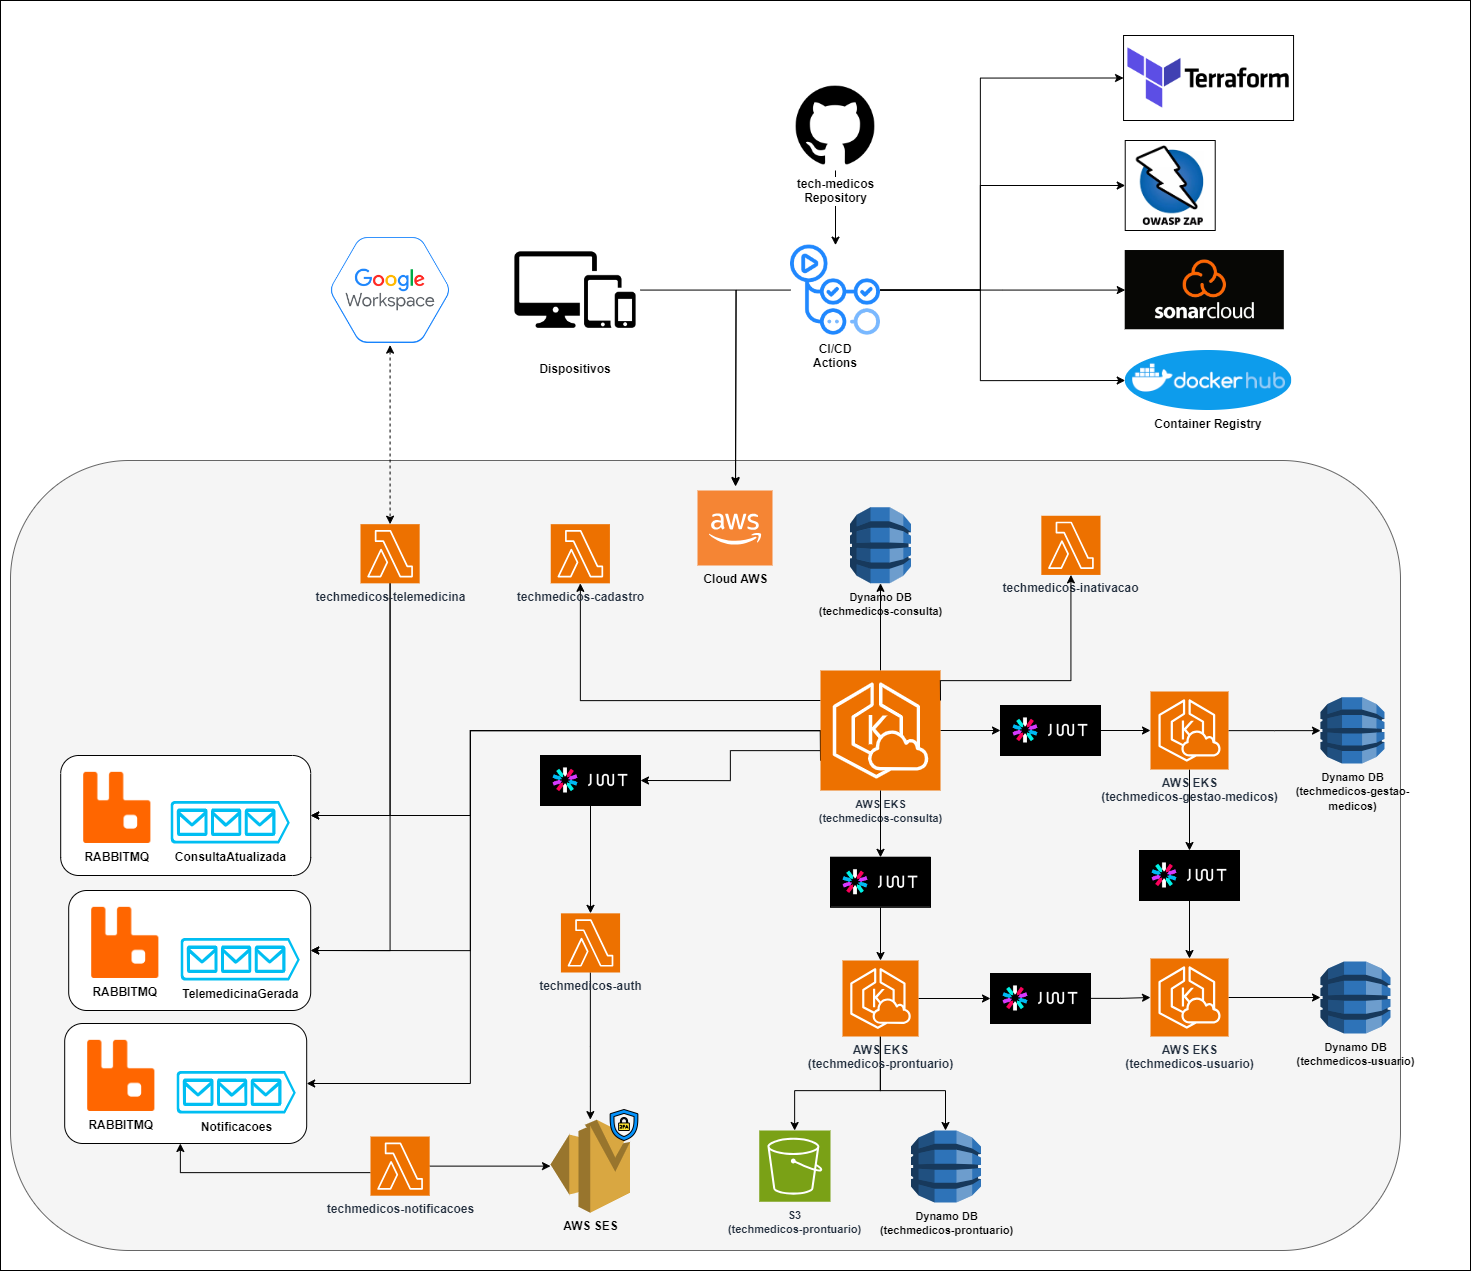 Terraform
tech-medicos
Repository
OWASP ZAP
Google
Workspace
sonarcloud
Dispositivos
CI/CD
Actions
dockerhub
Container Registry
aws
Cloud AWS
techmedicos-telemedicina
techmedicos-cadastro
Dynamo DB
(techmedicos-consulta)
techmedicos-inativacao
K
JWT
K
JWT
AWS EKS
(techmedicos-consulta)
AWS EKS
(techmedicos-gestao-medicos)
Dynamo DB
(techmedicos-gestao-
medicos)
RABBITMQ
ConsultaAtualizada
JWT
JWT
RABBITMQ
TelemedicinaGerada
techmedicos-auth
K
JWT
K
AWS EKS
(techmedicos-prontuario)
AWS EKS
(techmedicos-usuario)
Dynamo DB
(techmedicos-usuario)
RABBITMQ
Notificacoes
2FA
techmedicos-notificacoes
AWS SES
S3
(techmedicos-prontuario)
Dynamo DB
(techmedicos-prontuario)